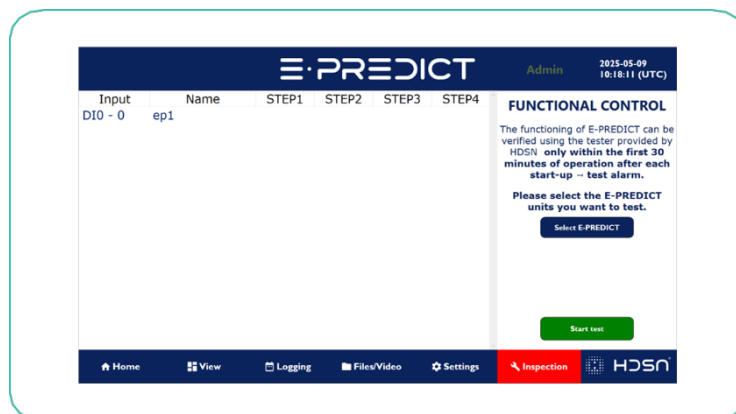 E·PREDICT
Admin
2025-05-09
10:18:11 (UTC)
Input Name STEP1 STEP2 STEP3 STEP4
DI0 - 0 ep1
FUNCTIONAL CONTROL
The functioning of E-PREDICT can be
verified using the tester provided by
HDSN only within the first 30
minutes of operation after each
start-up → test alarm.
Please select the E-PREDICT
units you want to test.
Select E-PREDICT
Start test
Home View Logging Files/Video Settings Inspection HDSN